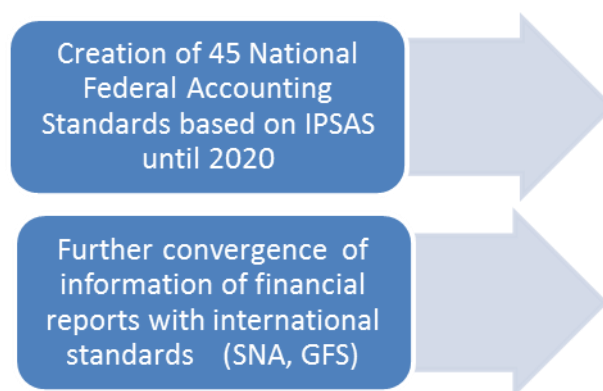 Creation of 45 National
Federal Accounting
Standards based on IPSAS
until 2020
Further convergence of
information of financial
reports with international
standards (SNA, GFS)